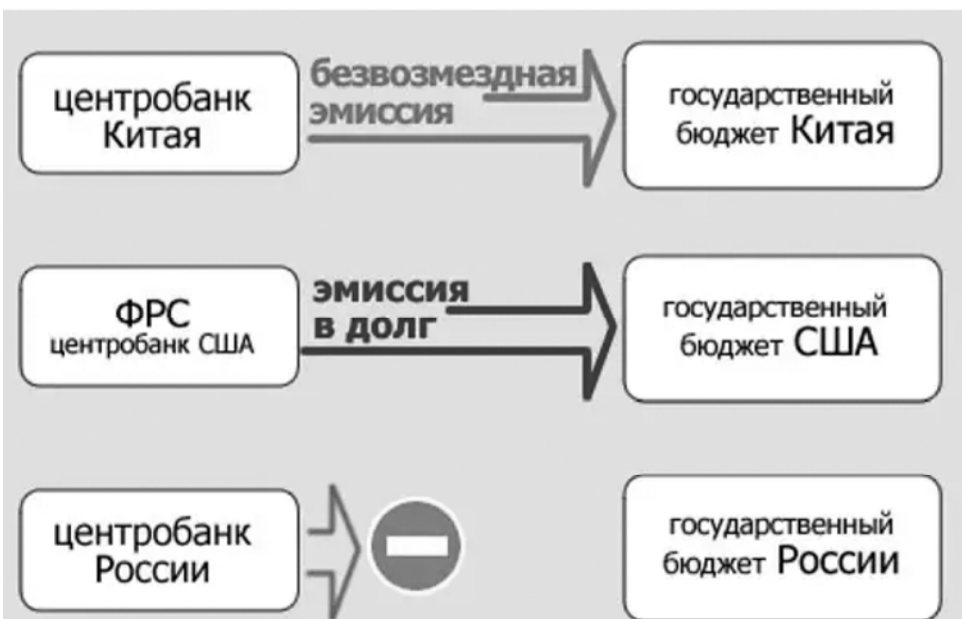 центробанк
Китая
безвозмездная
эмиссия
государственный
бюджет Китая
ФРС
центробанк США
эмиссия
в долг
государственный
бюджет США
центробанк
России
государственный
бюджет России